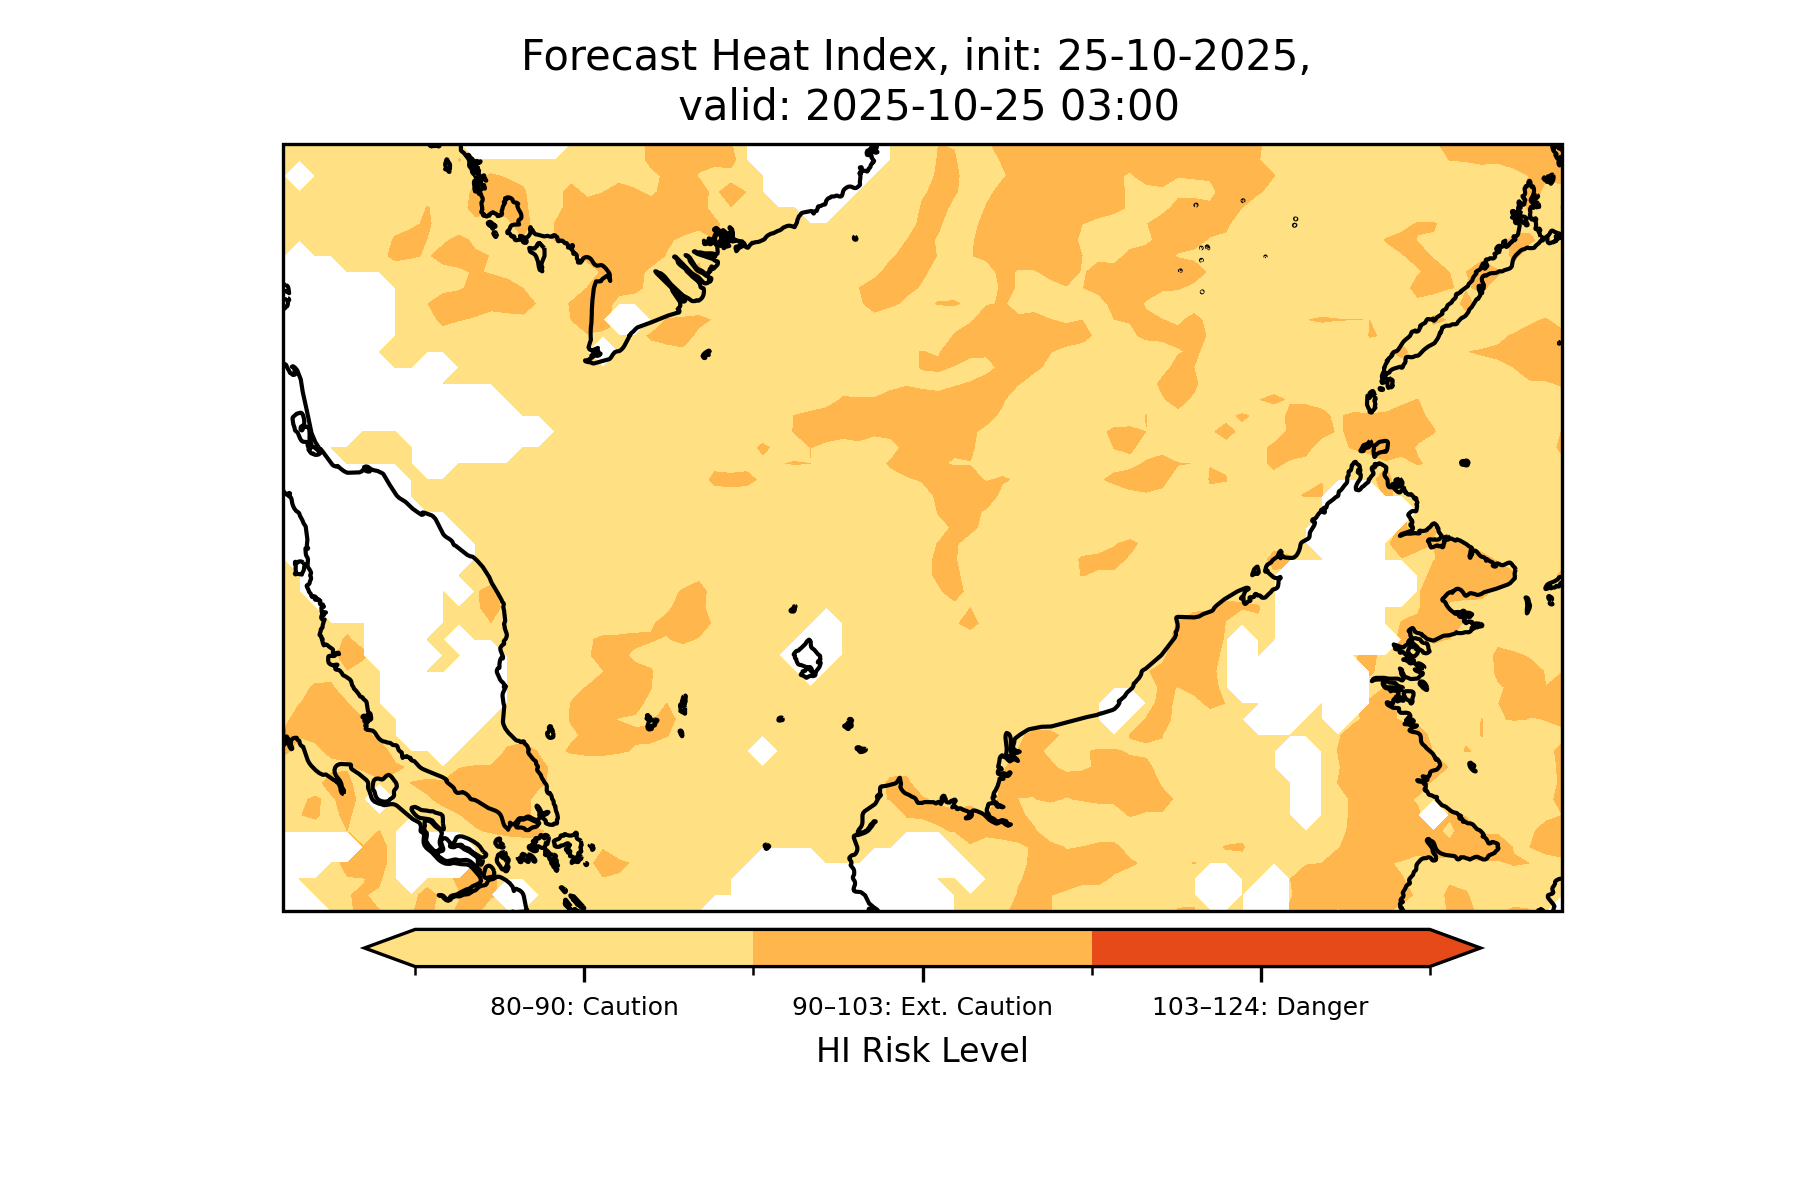 Forecast Heat Index, init: 25-10-2025,
valid: 2025-10-25 03:00
80–90: Caution
90–103: Ext. Caution
103–124: Danger
HI Risk Level